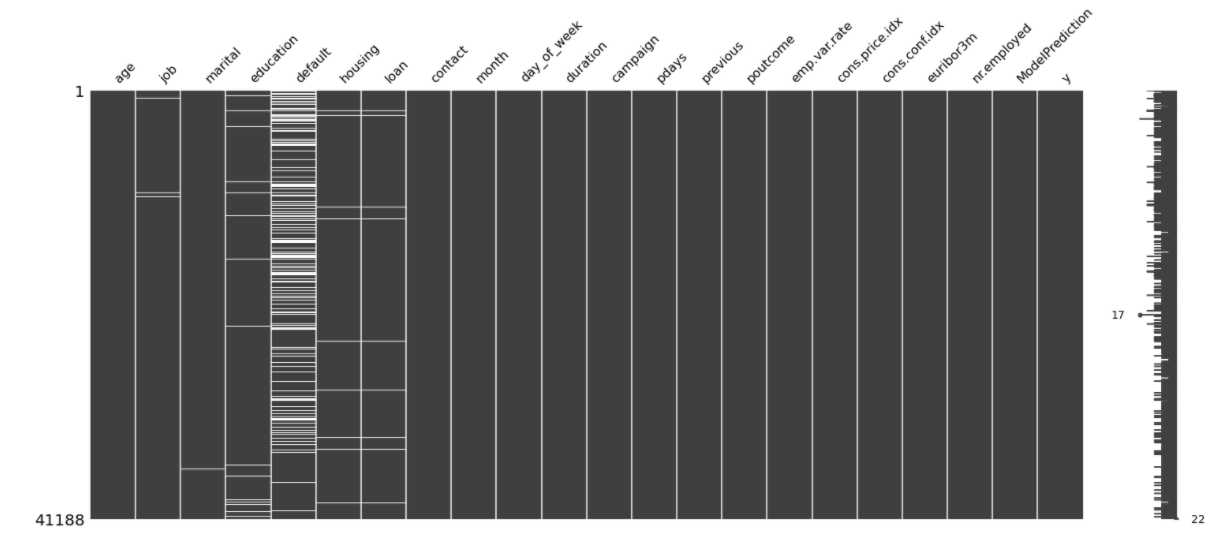 age job marital education default housing loan contact month day_of_week duration campaign pdays previous poutcome emp.var.rate cons.price.idx cons.conf.idx euribor3m nr.employed ModelPrediction y
1
17
41188
22